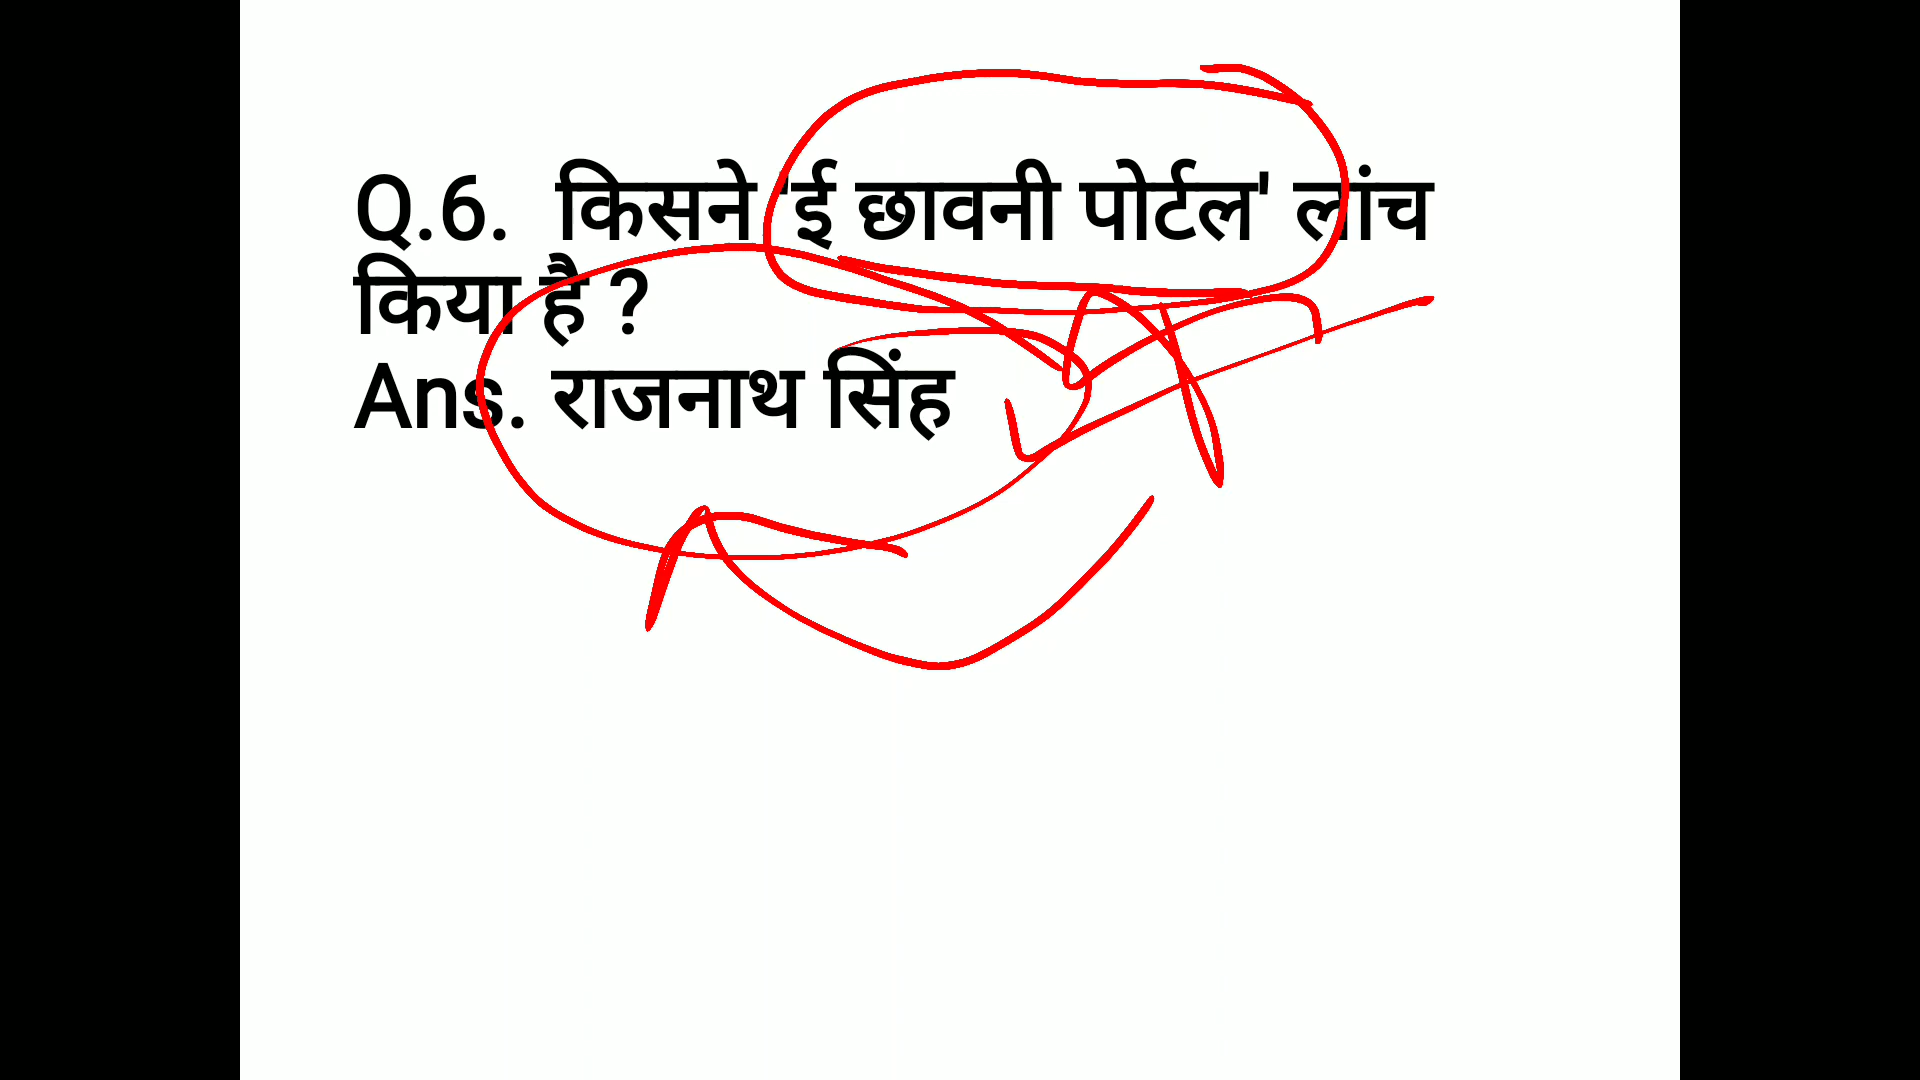 Q.6. किसने 'ई छावनी पोर्टल' लांच
किया है ?
Ans. राजनाथ सिंह